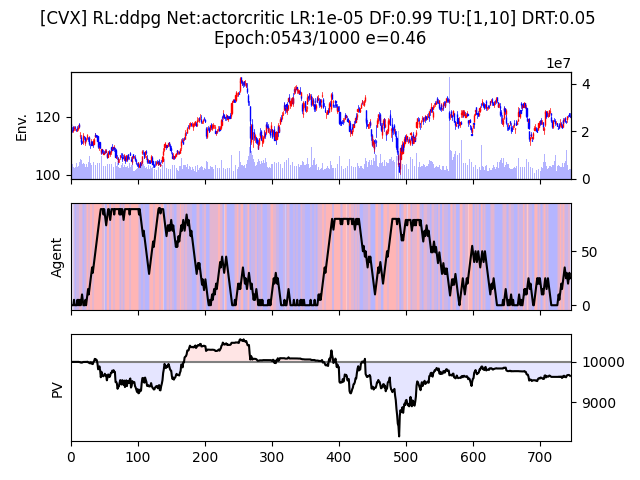 [CVX] RL:ddpg Net:actorcritic LR:1e-05 DF:0.99 TU:[1,10] DRT:0.05
Epoch:0543/1000 e=0.46
1e7
Env.
120
100
4
2
0
Agent
50
0
PV
10000
9000
0 100 200 300 400 500 600 700